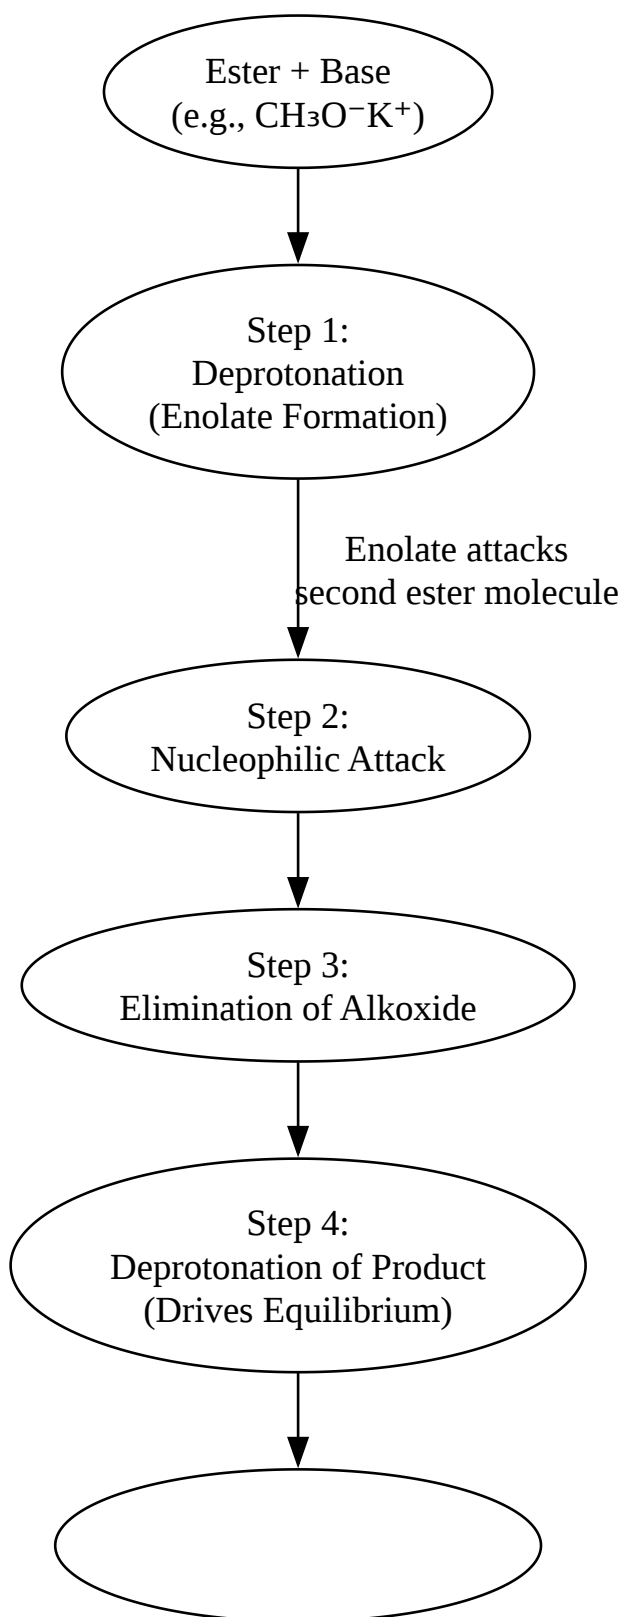 Ester + Base
(e.g., CH₃O⁻K⁺)
Step 1:
Deprotonation
(Enolate Formation)
Enolate attacks
second ester molecule
Step 2:
Nucleophilic Attack
Step 3:
Elimination of Alkoxide
Step 4:
Deprotonation of Product
(Drives Equilibrium)